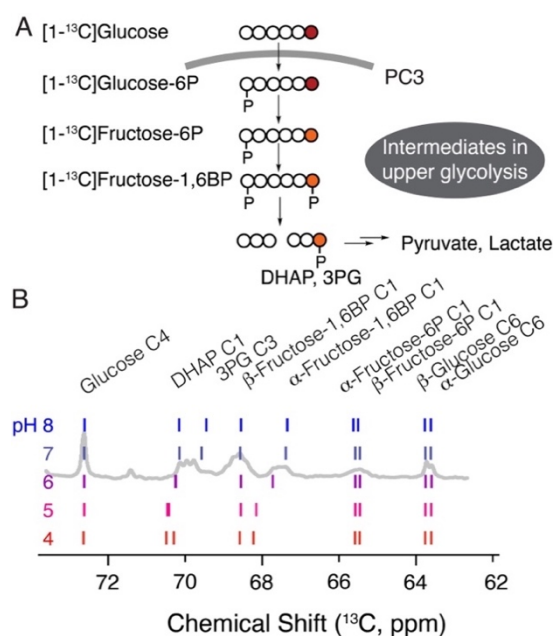 A
[1-¹³C]Glucose
[1-¹³C]Glucose-6P
PC3
P
[1-¹³C]Fructose-6P
P
Intermediates in
upper glycolysis
[1-¹³C]Fructose-1,6BP
P P
P
Pyruvate, Lactate
DHAP, 3PG
B
Glucose C4
DHAP C1
3PG C3
β-Fructose-1,6BP C1
α-Fructose-1,6BP C1
α-Fructose-6P C1
β-Fructose-6P C1
β-Glucose C6
α-Glucose C6
pH 8
7
6
5
4
72 70 68 66 64 62
Chemical Shift (¹³C, ppm)